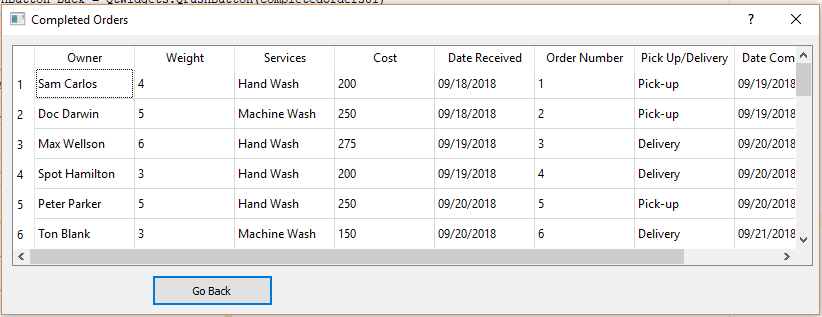 Completed Orders
Owner Weight Services Cost Date Received Order Number Pick Up/Delivery Date Com
1 Sam Carlos 4 Hand Wash 200 09/18/2018 1 Pick-up 09/19/2018
2 Doc Darwin 5 Machine Wash 250 09/18/2018 2 Pick-up 09/19/2018
3 Max Wellson 6 Hand Wash 275 09/19/2018 3 Delivery 09/20/2018
4 Spot Hamilton 3 Hand Wash 200 09/19/2018 4 Delivery 09/20/2018
5 Peter Parker 5 Hand Wash 250 09/20/2018 5 Pick-up 09/20/2018
6 Ton Blank 3 Machine Wash 150 09/20/2018 6 Delivery 09/21/2018
Go Back